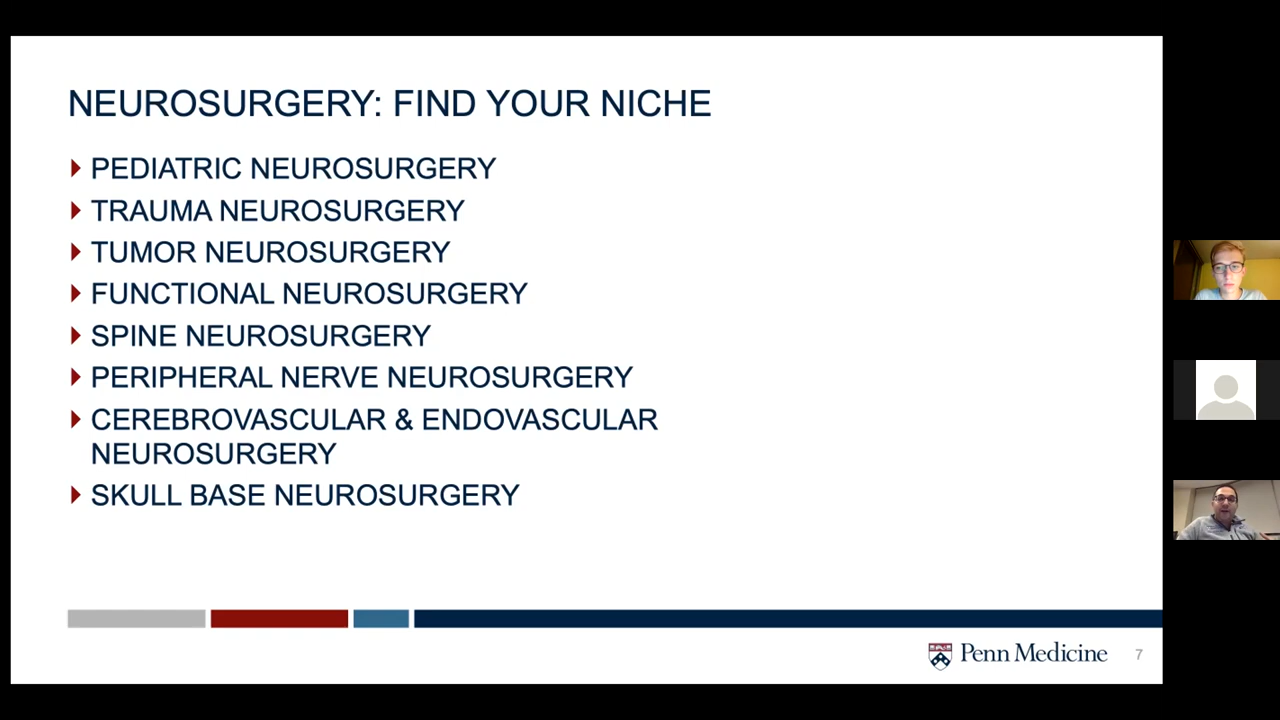 NEUROSURGERY: FIND YOUR NICHE
PEDIATRIC NEUROSURGERY
TRAUMA NEUROSURGERY
TUMOR NEUROSURGERY
FUNCTIONAL NEUROSURGERY
SPINE NEUROSURGERY
PERIPHERAL NERVE NEUROSURGERY
CEREBROVASCULAR & ENDOVASCULAR
NEUROSURGERY
SKULL BASE NEUROSURGERY
Penn Medicine 7